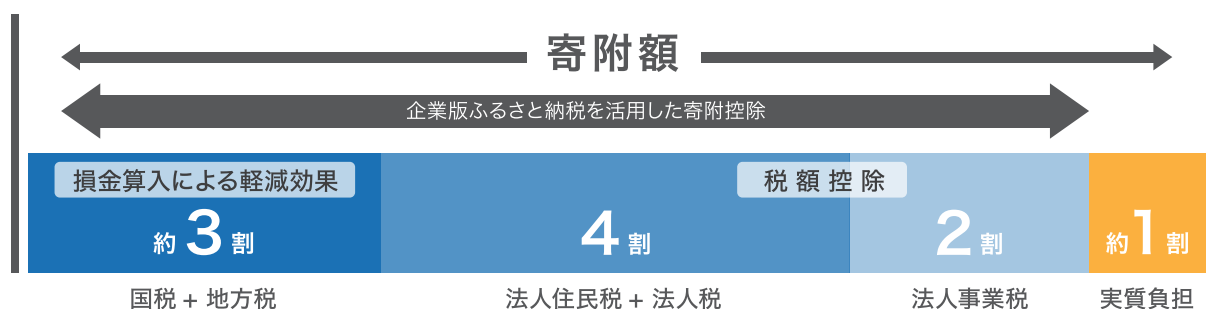 寄附額
企業版ふるさと納税を活用した寄附控除
損金算入による軽減効果
税額控除
約3割
4割
2割
約1割
国税 + 地方税
法人住民税 + 法人税
法人事業税
実質負担